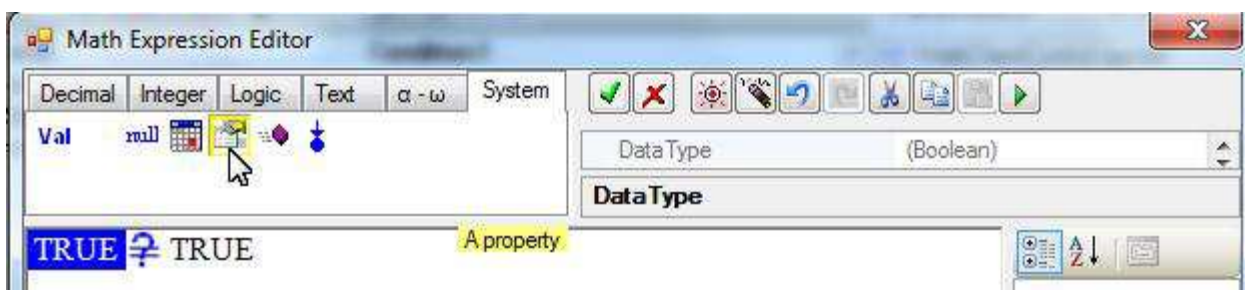 Math Expression Editor
Decimal Integer Logic Text α - ω System
Val null
DataType (Boolean)
DataType
TRUE TRUE
A property